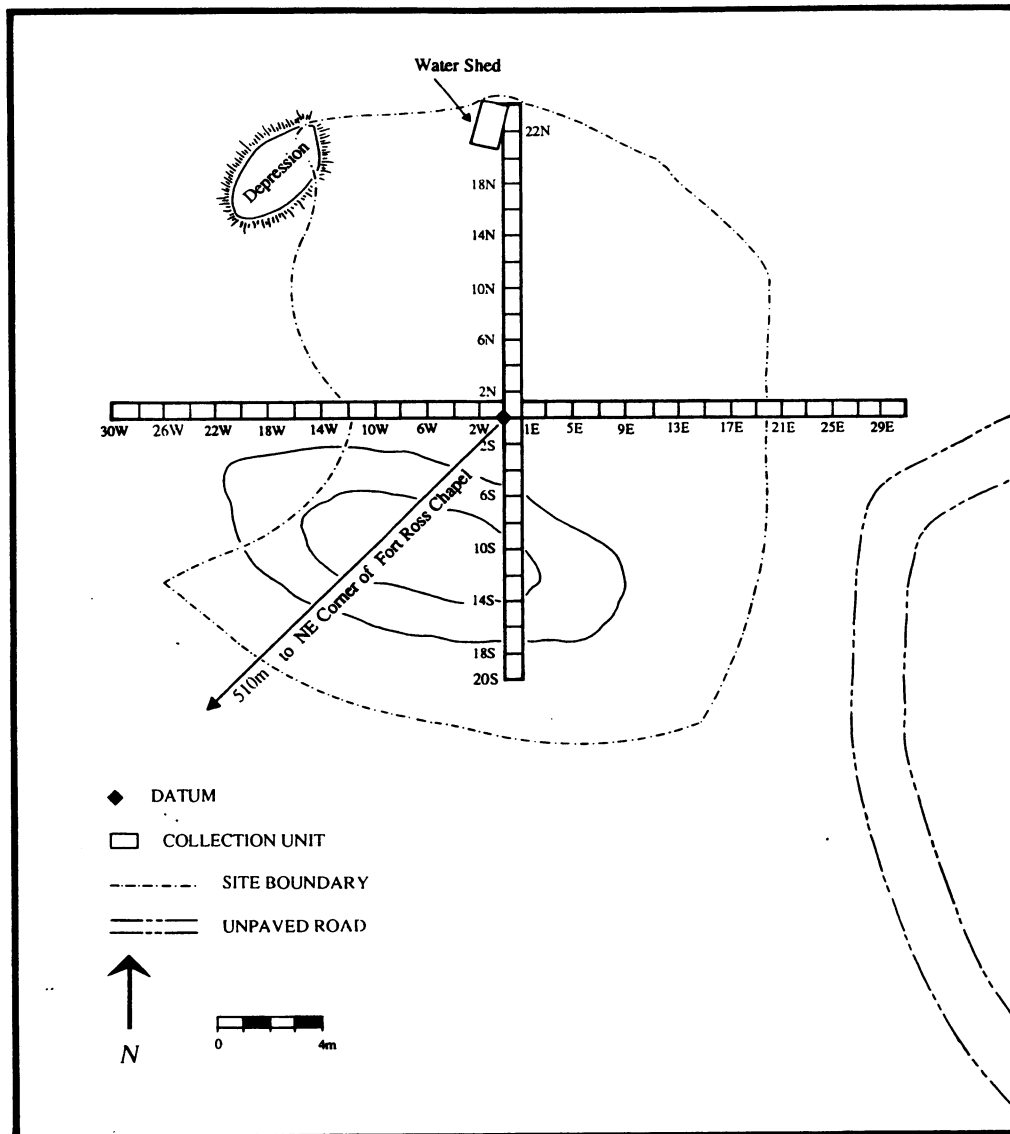 Water Shed
22N
Depression
18N
14N
10N
6N
2N
30W 26W 22W 18W 14W 10W 6W 2W 1E 5E 9E 13E 17E 21E 25E 29E
2S
6S
10S
14S
18S
20S
510m to NE Corner of Fort Ross Chapel
DATUM
COLLECTION UNIT
SITE BOUNDARY
UNPAVED ROAD
N
0 4m